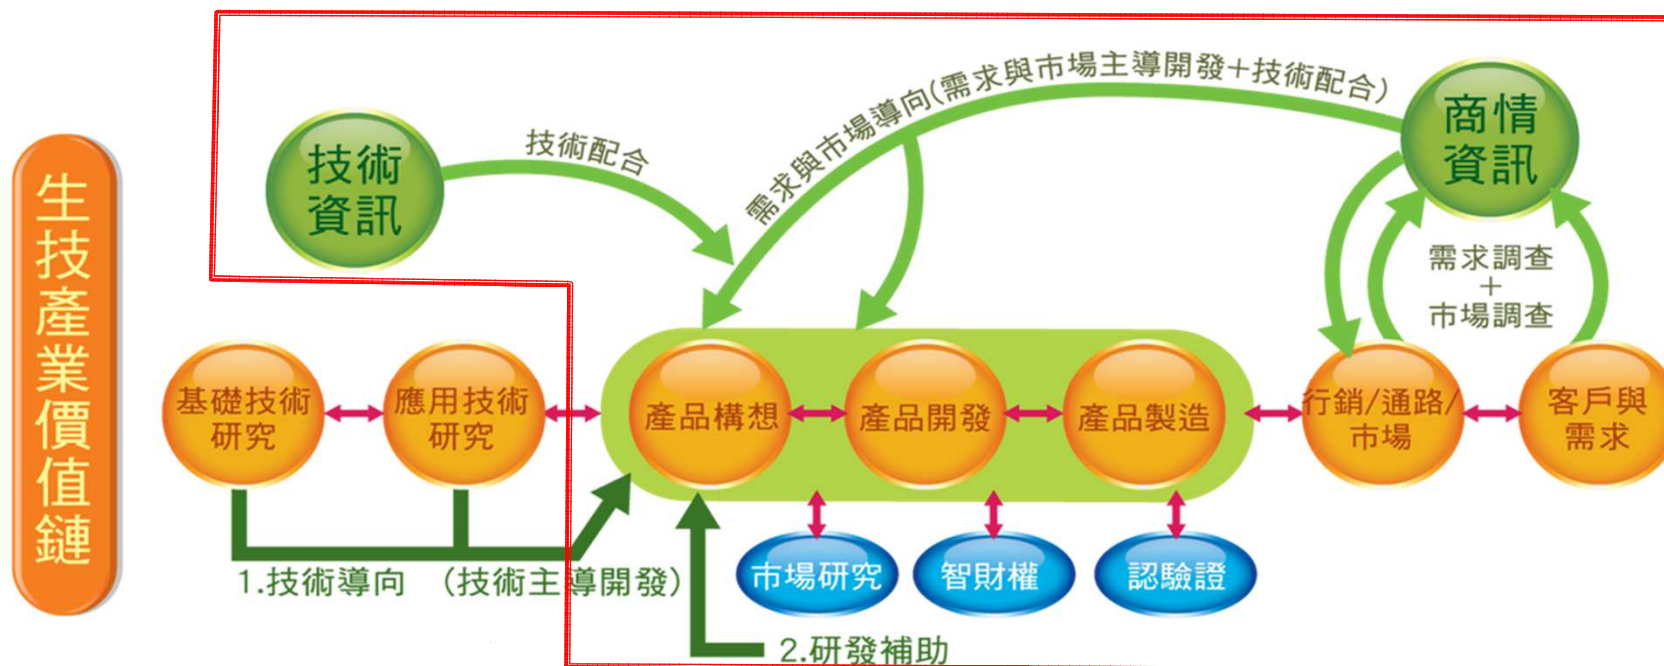 生技產業價值鏈
技術
資訊
技術配合
需求與市場導向(需求與市場主導開發+技術配合)
商情
資訊
需求調查
+
市場調查
基礎技術
研究
應用技術
研究
產品構想
產品開發
產品製造
行銷/通路/
市場
客戶與
需求
市場研究
智財權
認驗證
1.技術導向 (技術主導開發)
2.研發補助